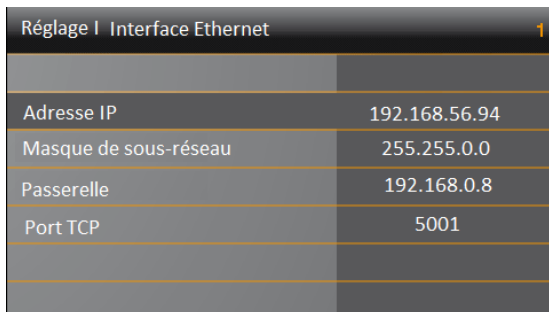 Réglage I Interface Ethernet 1
Adresse IP 192.168.56.94
Masque de sous-réseau 255.255.0.0
Passerelle 192.168.0.8
Port TCP 5001